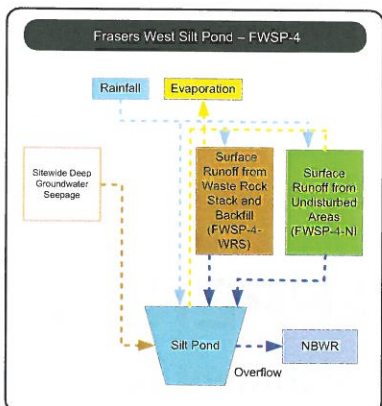 Frasers West Silt Pond – FWSP-4
Rainfall
Evaporation
Sitewide Deep
Groundwater
Seepage
Surface
Runoff from
Waste Rock
Stack and
Backfill
(FWSP-4-
WRS)
Surface
Runoff from
Undisturbed
Areas
(FWSP-4-NI
Silt Pond
Overflow
NBWR